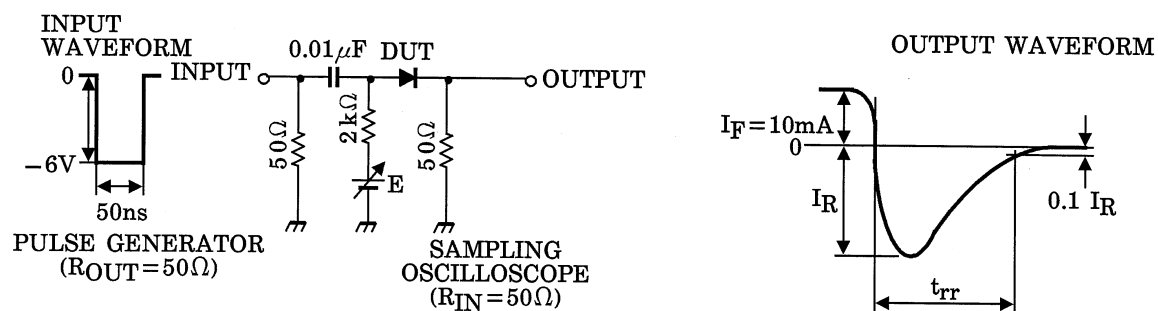 INPUT
WAVEFORM
0
−6V
50ns
PULSE GENERATOR
(ROUT=50Ω)
INPUT
0.01μF
DUT
OUTPUT
50Ω
2kΩ
E
50Ω
SAMPLING
OSCILLOSCOPE
(RIN=50Ω)
OUTPUT WAVEFORM
IF=10mA
0
IR
0.1 IR
trr